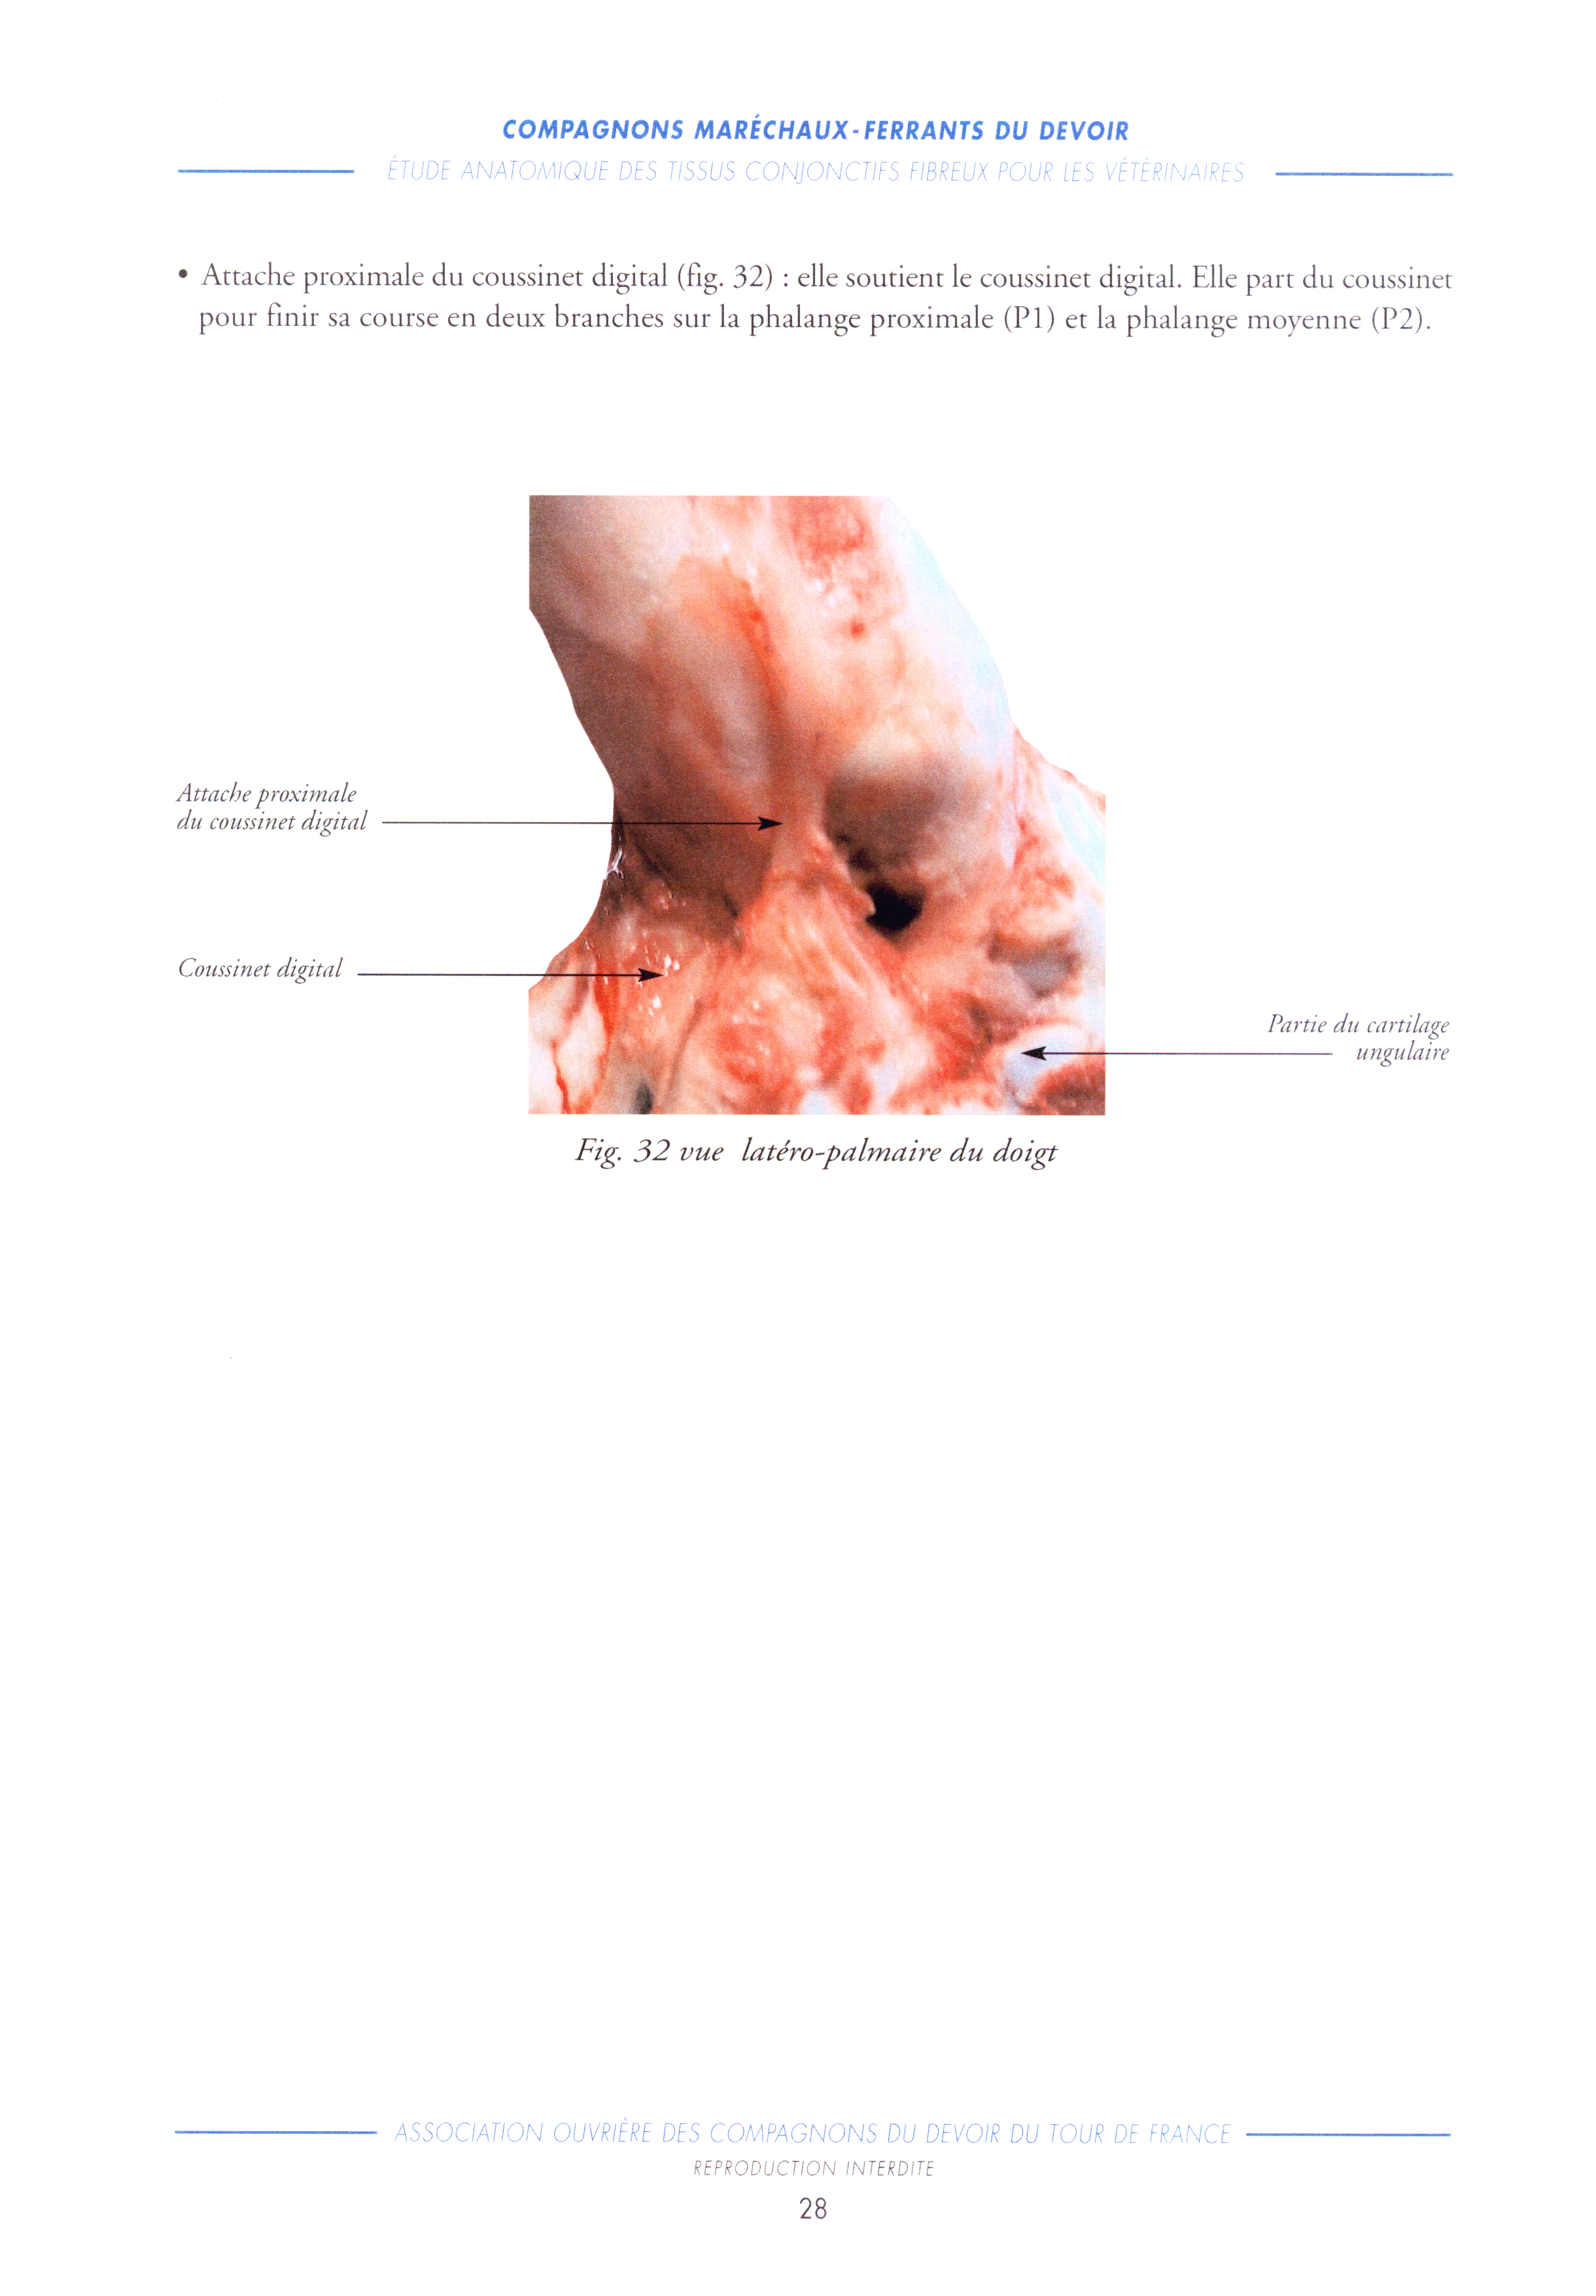 COMPAGNONS MARÉCHAUX-FERRANTS DU DEVOIR
ÉTUDE ANATOMIQUE DES TISSUS CONJONCTIFS FIBREUX POUR LES VÉTÉRINAIRES
• Attache proximale du coussinet digital (fig. 32) : elle soutient le coussinet digital. Elle part du coussinet
pour finir sa course en deux branches sur la phalange proximale (P1) et la phalange moyenne (P2).
Attache proximale
du coussinet digital
Coussinet digital
Partie du cartilage
ungulaire
Fig. 32 vue latéro-palmaire du doigt
ASSOCIATION OUVRIÈRE DES COMPAGNONS DU DEVOIR DU TOUR DE FRANCE
REPRODUCTION INTERDITE
28